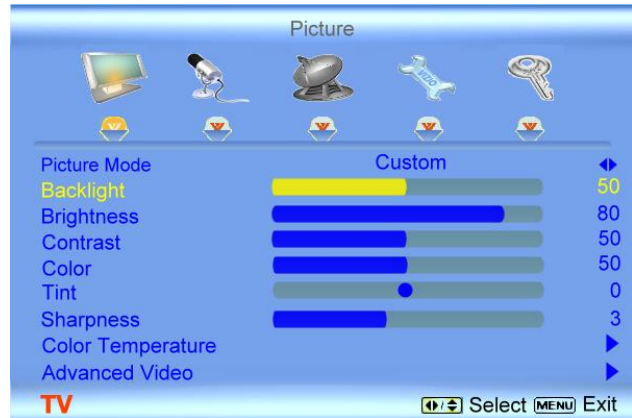 Picture
VIZIO
Picture Mode Custom
Backlight 50
Brightness 80
Contrast 50
Color 50
Tint 0
Sharpness 3
Color Temperature
Advanced Video
TV Select MENU Exit